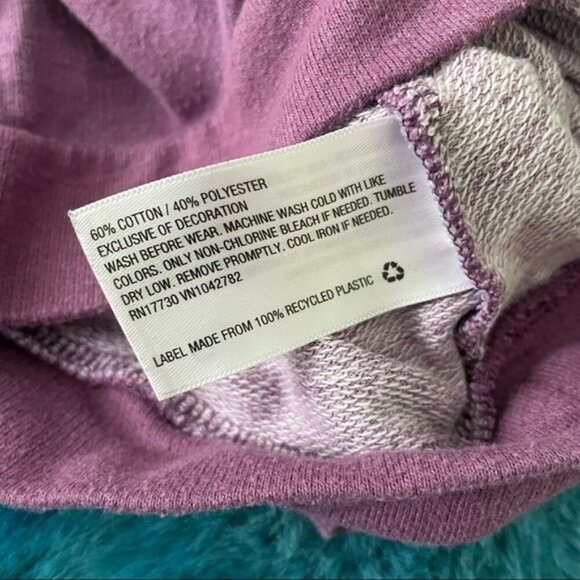 60% COTTON / 40% POLYESTER
EXCLUSIVE OF DECORATION
WASH BEFORE WEAR. MACHINE WASH COLD WITH LIKE
COLORS. ONLY NON-CHLORINE BLEACH IF NEEDED. TUMBLE
DRY LOW. REMOVE PROMPTLY. COOL IRON IF NEEDED.
RN17730 VN1042782
LABEL MADE FROM 100% RECYCLED PLASTIC